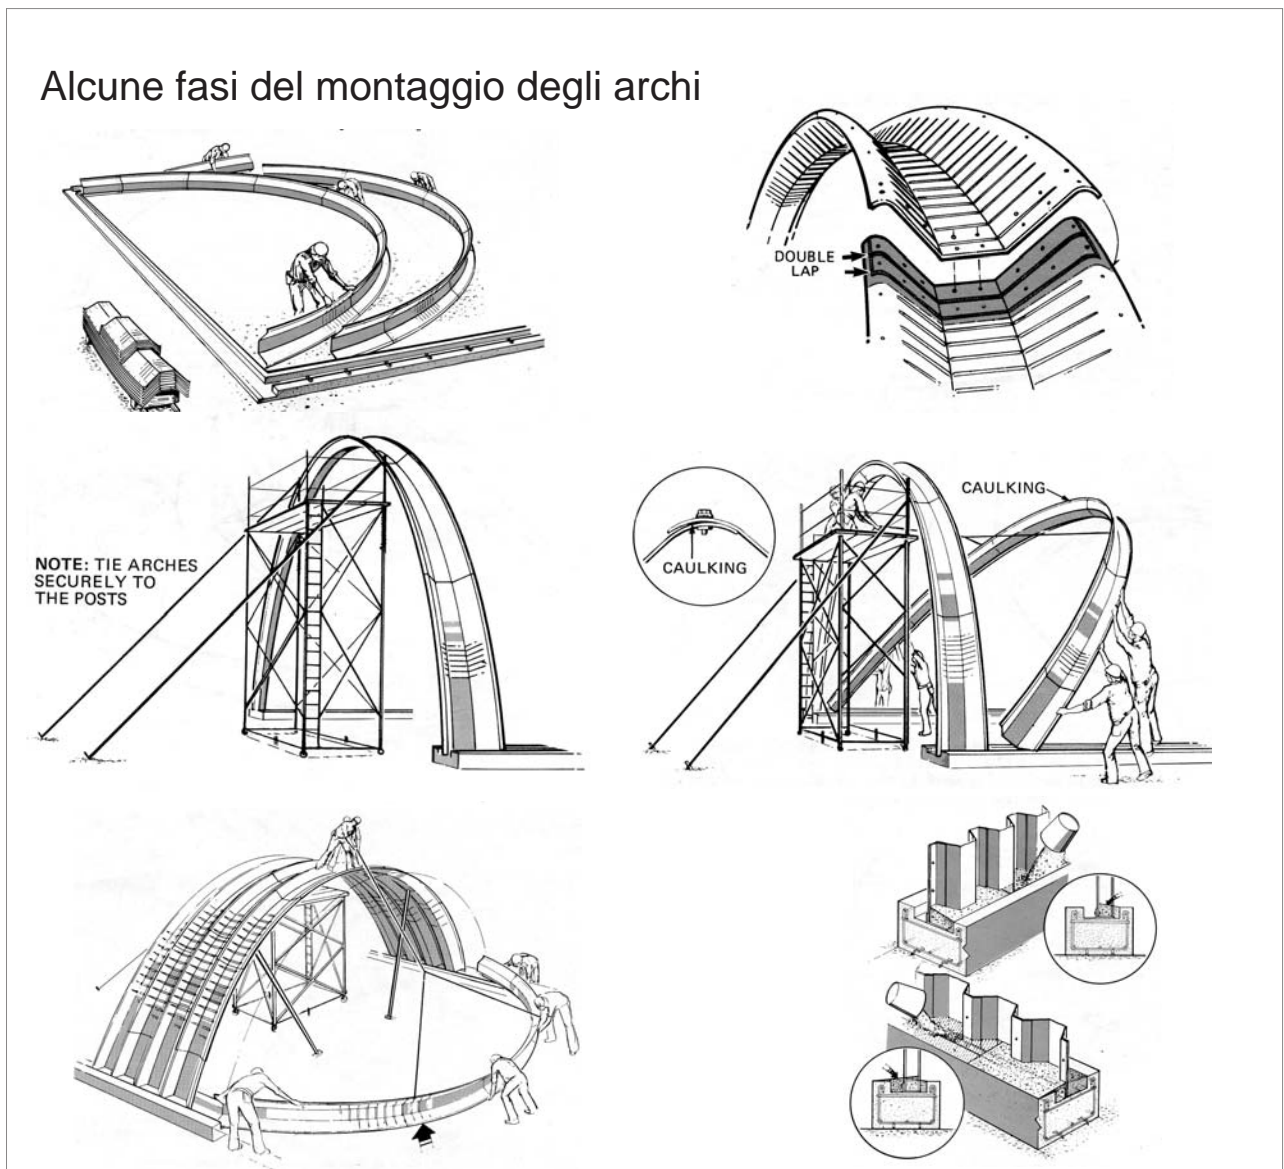 Alcune fasi del montaggio degli archi
DOUBLE
LAP
NOTE: TIE ARCHES
SECURELY TO
THE POSTS
CAULKING
CAULKING